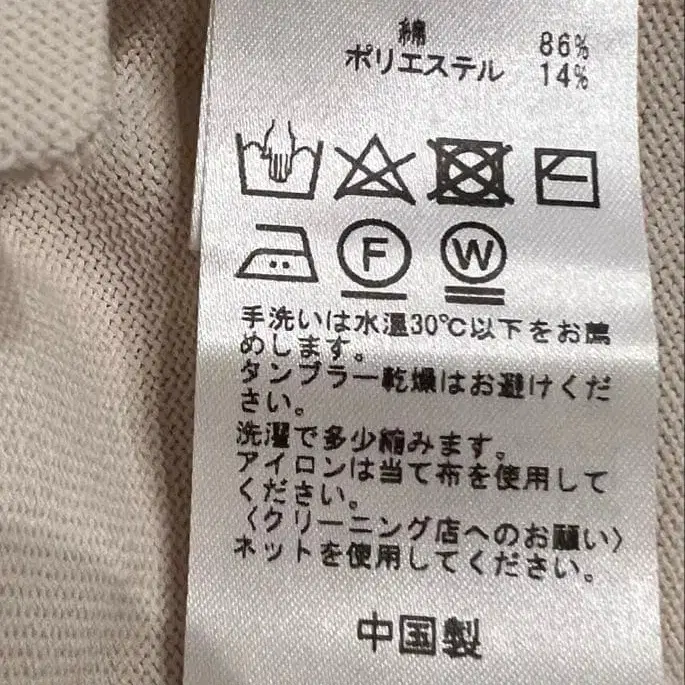 綿 86%
ポリエステル 14%
F W
手洗いは水温30℃以下をお薦
めします。
タンブラー乾燥はお避けくだ
さい。
洗濯で多少縮みます。
アイロンは当て布を使用して
ください。
〈クリーニング店へのお願い〉
ネットを使用してください。
中国製